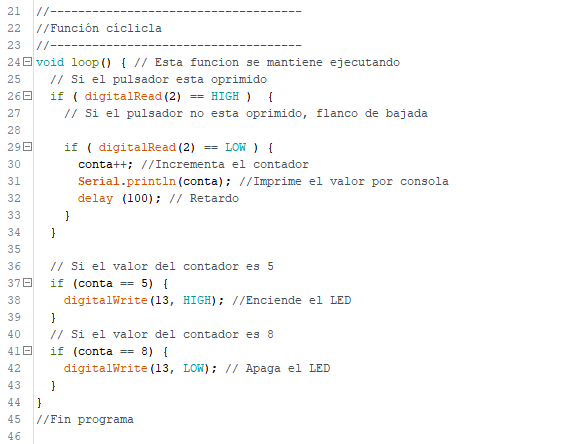 21 //------------------------------------
22 //Función cíclicla
23 //------------------------------------
24 void loop() { // Esta funcion se mantiene ejecutando
25   // Si el pulsador esta oprimido
26   if ( digitalRead(2) == HIGH )  {
27     // Si el pulsador no esta oprimido, flanco de bajada
28
29     if ( digitalRead(2) == LOW ) {
30       conta++; //Incrementa el contador
31       Serial.println(conta); //Imprime el valor por consola
32       delay (100); // Retardo
33     }
34   }
35
36   // Si el valor del contador es 5
37   if (conta == 5) {
38     digitalWrite(13, HIGH); //Enciende el LED
39   }
40   // Si el valor del contador es 8
41   if (conta == 8) {
42     digitalWrite(13, LOW); // Apaga el LED
43   }
44 }
45 //Fin programa
46